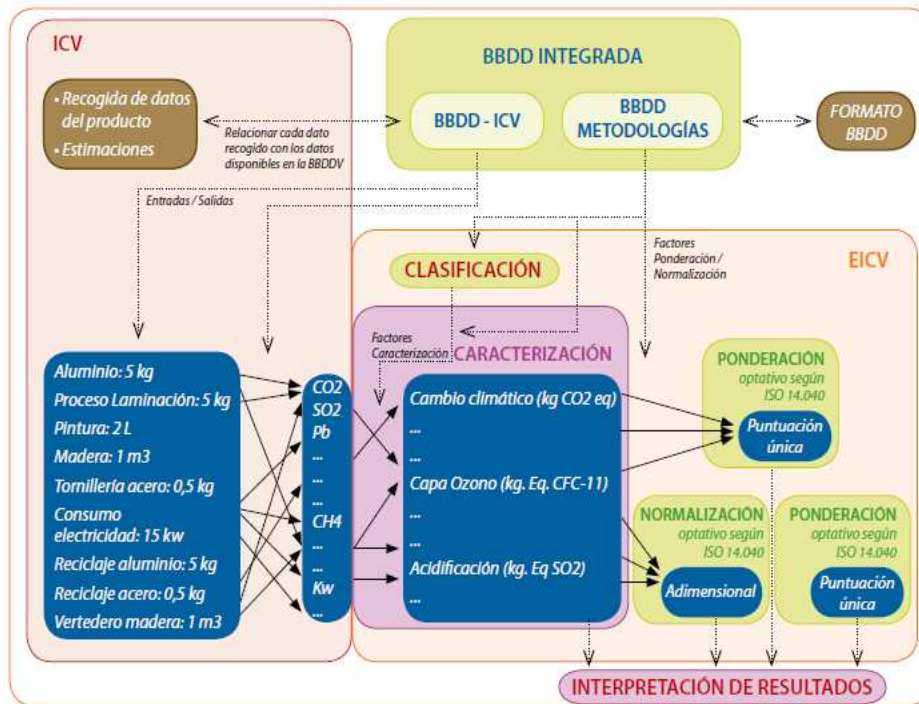 ICV
• Recogida de datos
del producto
• Estimaciones
Relacionar cada dato
recogido con los datos
disponibles en la BBDDV
BBDD INTEGRADA
BBDD - ICV
BBDD
METODOLOGÍAS
FORMATO
BBDD
Entradas / Salidas
Factores
Ponderación /
Normalización
EICV
CLASIFICACIÓN
Factores
Caracterización
CARACTERIZACIÓN
Aluminio: 5 kg
Proceso Laminación: 5 kg
Pintura: 2 L
Madera: 1 m3
Tornillería acero: 0,5 kg
Consumo
electricidad: 15 kw
Reciclaje aluminio: 5 kg
Reciclaje acero: 0,5 kg
Vertedero madera: 1 m3
CO2
SO2
Pb
...
...
...
CH4
...
...
Kw
...
Cambio climático (kg CO2 eq)
...
...
Capa Ozono (kg. Eq. CFC-11)
...
...
Acidificación (kg. Eq SO2)
...
PONDERACIÓN
optativo según
ISO 14.040
Puntuación
única
NORMALIZACIÓN
optativo según
ISO 14.040
Adimensional
PONDERACIÓN
optativo según
ISO 14.040
Puntuación
única
INTERPRETACIÓN DE RESULTADOS